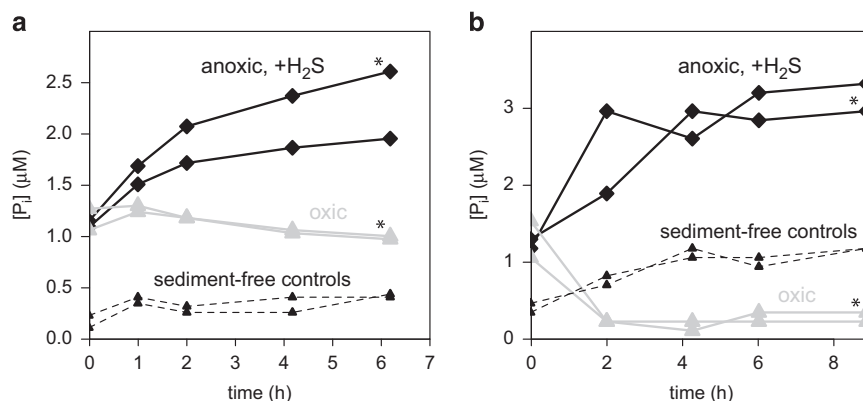 a
anoxic, +H₂S
*
2.5
2.0
1.5
1.0
0.5
0.0
[Pᵢ] (μM)
oxic
*
sediment-free controls
0 1 2 3 4 5 6 7
time (h)
b
anoxic, +H₂S
*
3
2
1
0
[Pᵢ] (μM)
sediment-free controls
oxic
*
0 2 4 6 8
time (h)